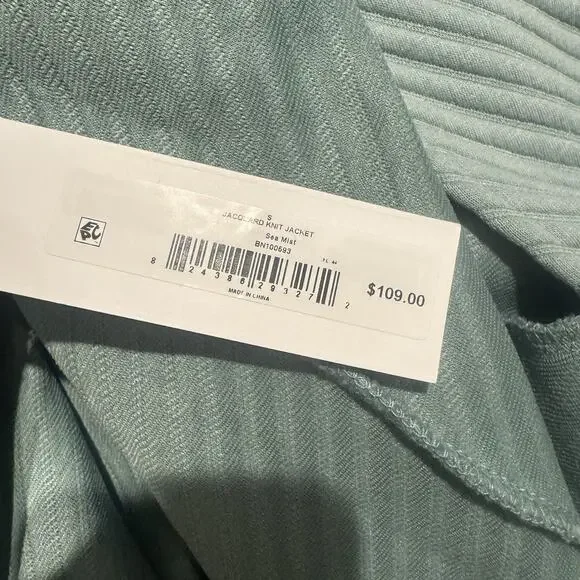 S
JACQUARD KNIT JACKET
Sea Mist
BN100693
8 24386 29327 2
MADE IN CHINA
$109.00